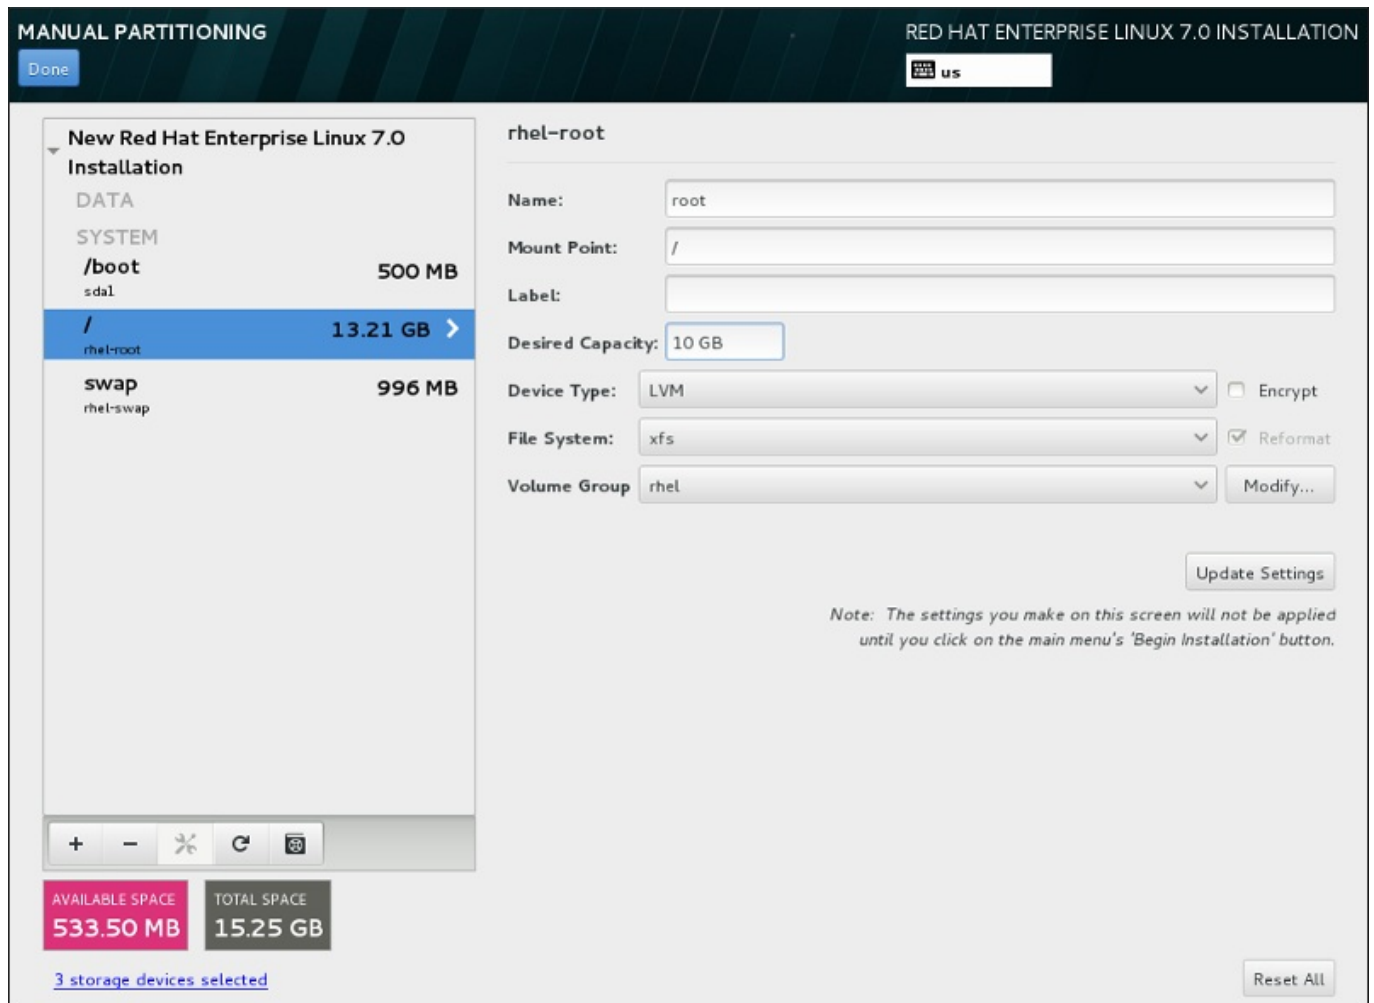 MANUAL PARTITIONING
RED HAT ENTERPRISE LINUX 7.0 INSTALLATION
Done
us
New Red Hat Enterprise Linux 7.0
Installation
DATA
SYSTEM
/boot
500 MB
sda1
/
13.21 GB
rhel-root
swap
996 MB
rhel-swap
rhel-root
Name:
root
Mount Point:
/
Label:
Desired Capacity:
10 GB
Device Type:
LVM
Encrypt
File System:
xfs
Reformat
Volume Group
rhel
Modify...
Update Settings
Note: The settings you make on this screen will not be applied
until you click on the main menu's 'Begin Installation' button.
AVAILABLE SPACE
533.50 MB
TOTAL SPACE
15.25 GB
3 storage devices selected
Reset All